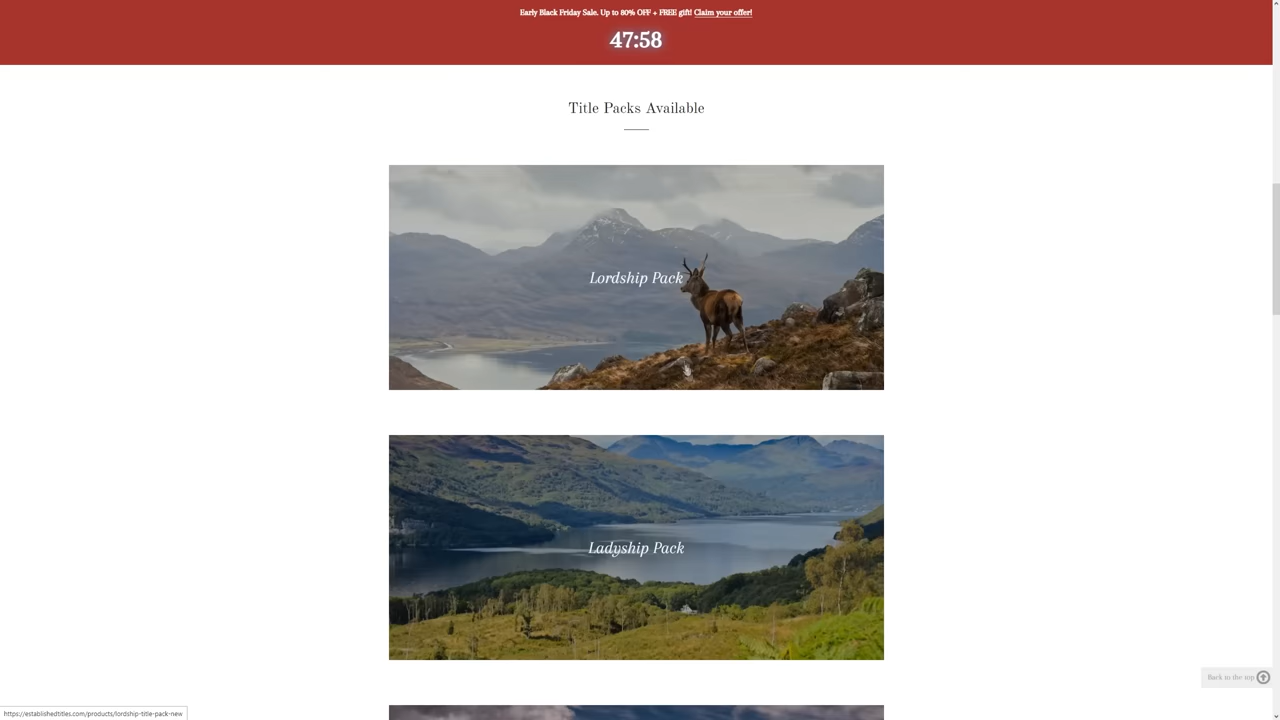 Early Black Friday Sale. Up to 80% OFF + FREE gift! Claim your offer!
47:58
Title Packs Available
Lordship Pack
Ladyship Pack
Back to the top
https://establishedtitles.com/products/lordship-title-pack-new